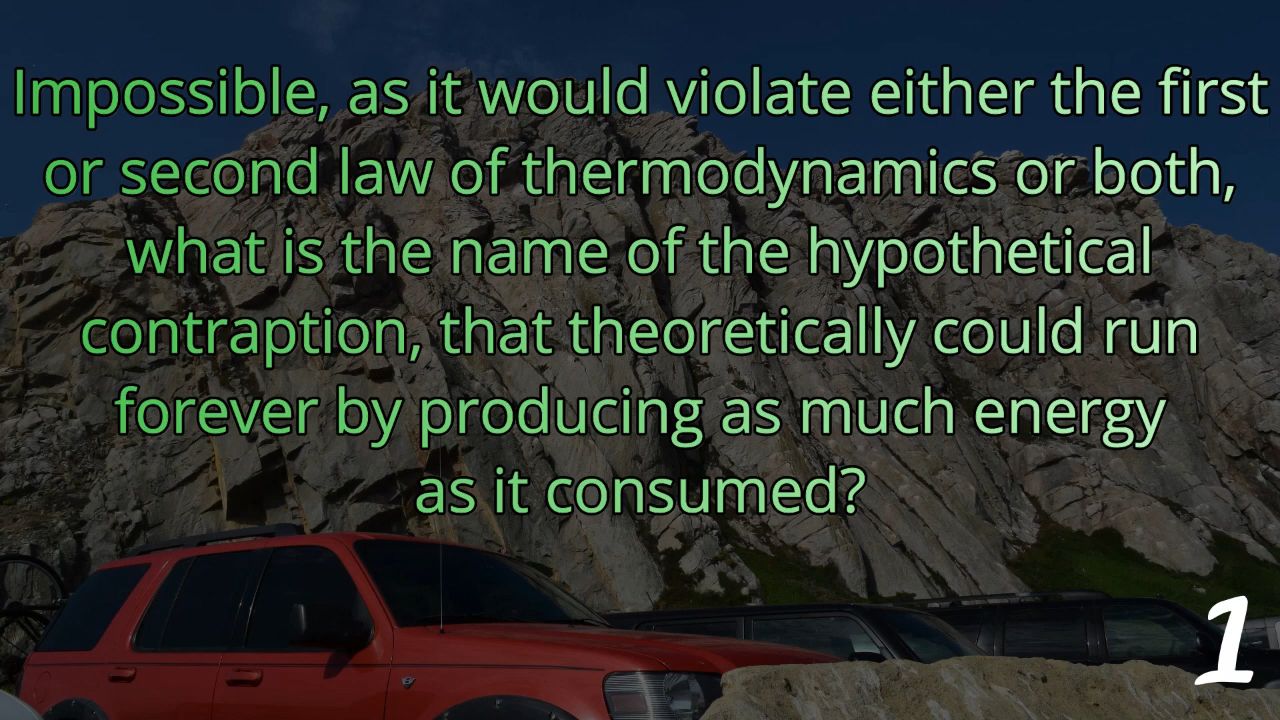 Impossible, as it would violate either the first
or second law of thermodynamics or both,
what is the name of the hypothetical
contraption, that theoretically could run
forever by producing as much energy
as it consumed?
1